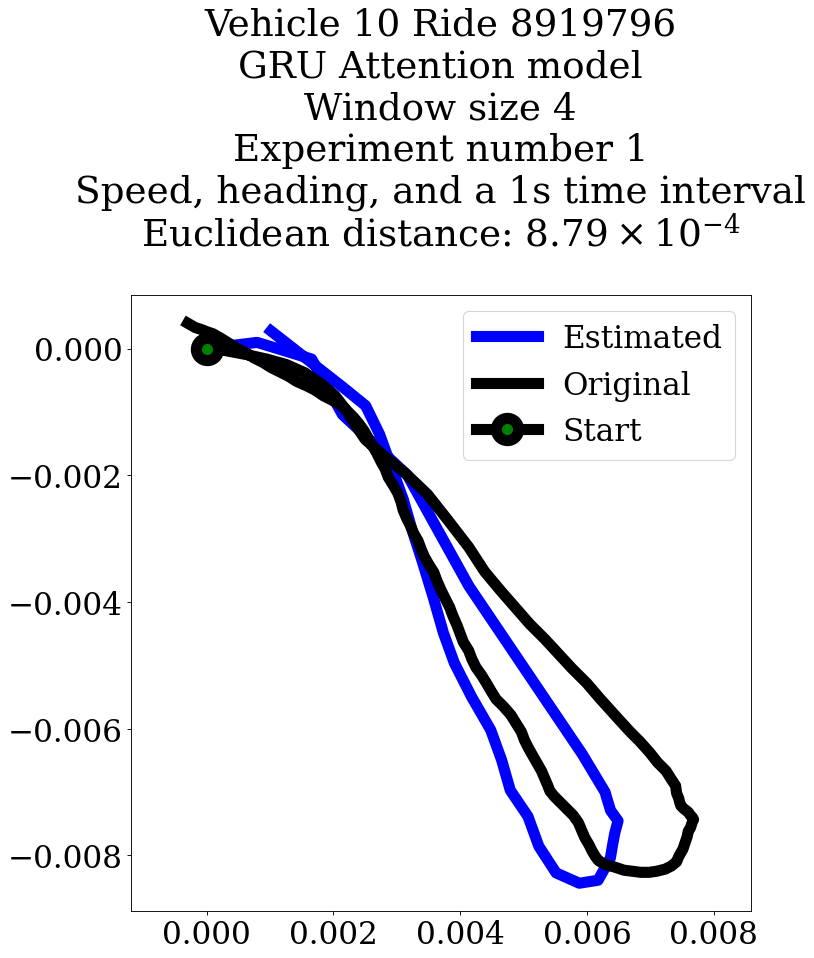 Vehicle 10 Ride 8919796
GRU Attention model
Window size 4
Experiment number 1
Speed, heading, and a 1s time interval
Euclidean distance: 8.79 × 10⁻⁴
Estimated
Original
Start
0.000
−0.002
−0.004
−0.006
−0.008
0.000 0.002 0.004 0.006 0.008